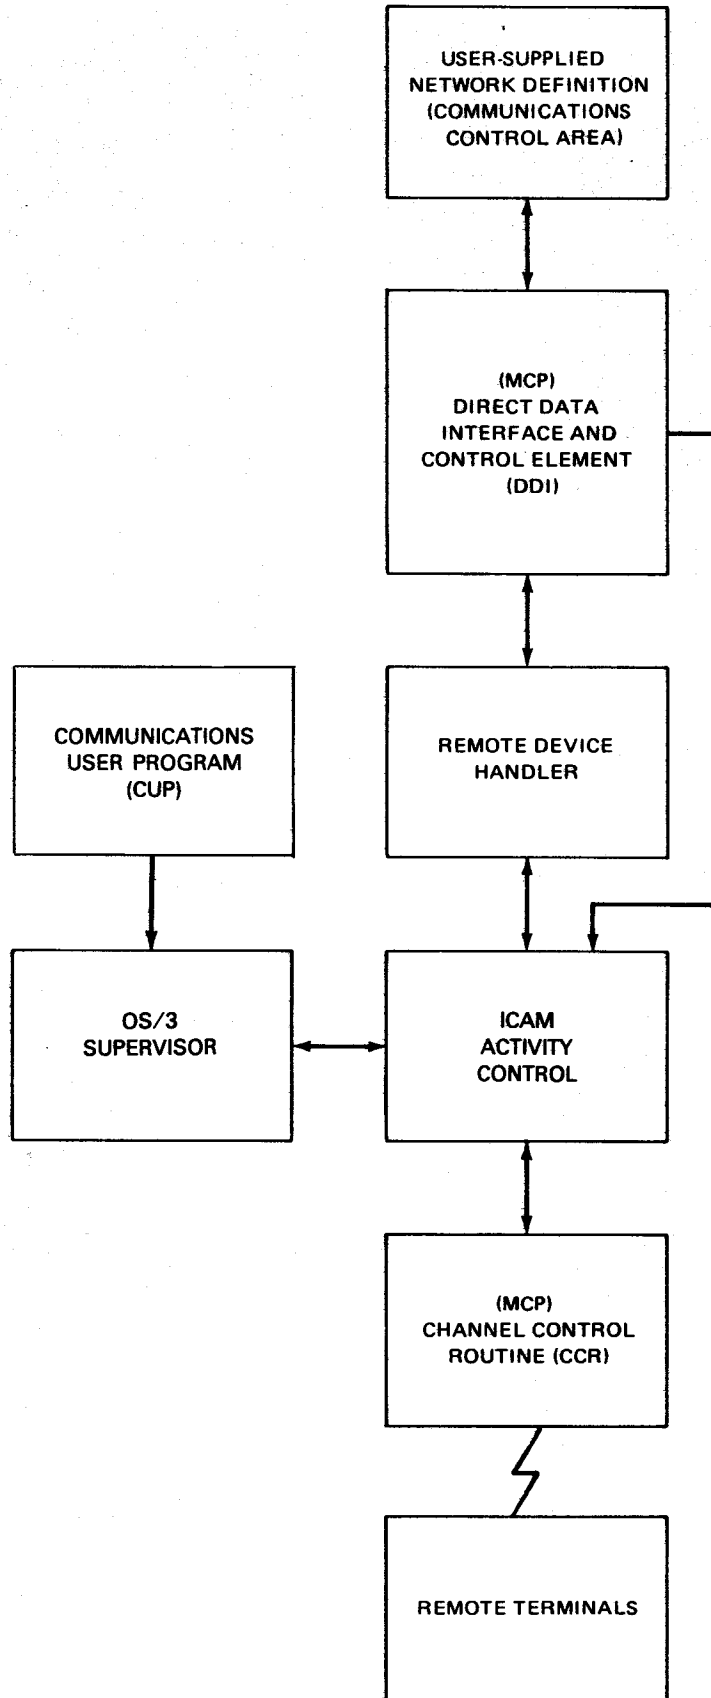 USER-SUPPLIED
NETWORK DEFINITION
(COMMUNICATIONS
CONTROL AREA)
(MCP)
DIRECT DATA
INTERFACE AND
CONTROL ELEMENT
(DDI)
COMMUNICATIONS
USER PROGRAM
(CUP)
REMOTE DEVICE
HANDLER
OS/3
SUPERVISOR
ICAM
ACTIVITY
CONTROL
(MCP)
CHANNEL CONTROL
ROUTINE (CCR)
REMOTE TERMINALS